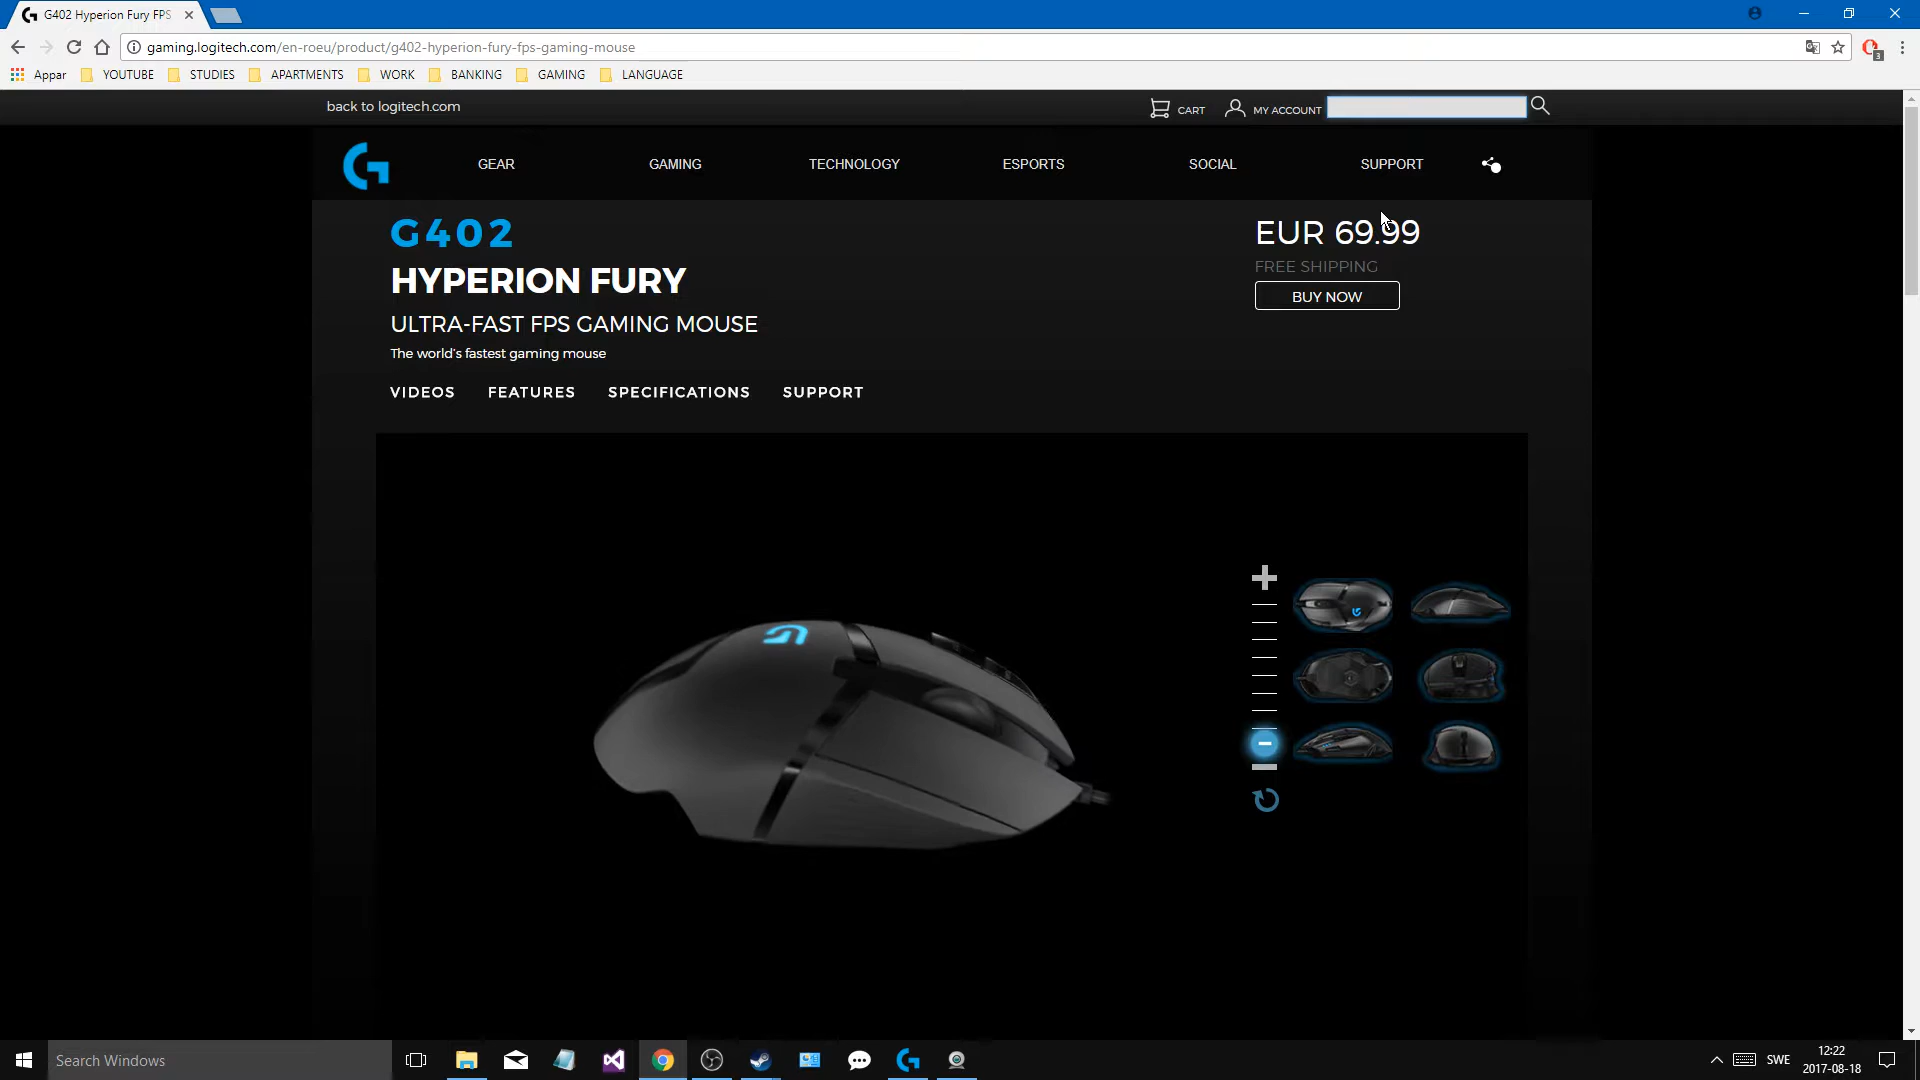 G402 Hyperion Fury FPS
gaming.logitech.com/en-roeu/product/g402-hyperion-fury-fps-gaming-mouse
Appar YOUTUBE STUDIES APARTMENTS WORK BANKING GAMING LANGUAGE
3
back to logitech.com CART MY ACCOUNT
GEAR GAMING TECHNOLOGY ESPORTS SOCIAL SUPPORT
G402
EUR 69.99
HYPERION FURY
FREE SHIPPING
BUY NOW
ULTRA-FAST FPS GAMING MOUSE
The world's fastest gaming mouse
VIDEOS FEATURES SPECIFICATIONS SUPPORT
Search Windows
SWE
12:22
2017-08-18